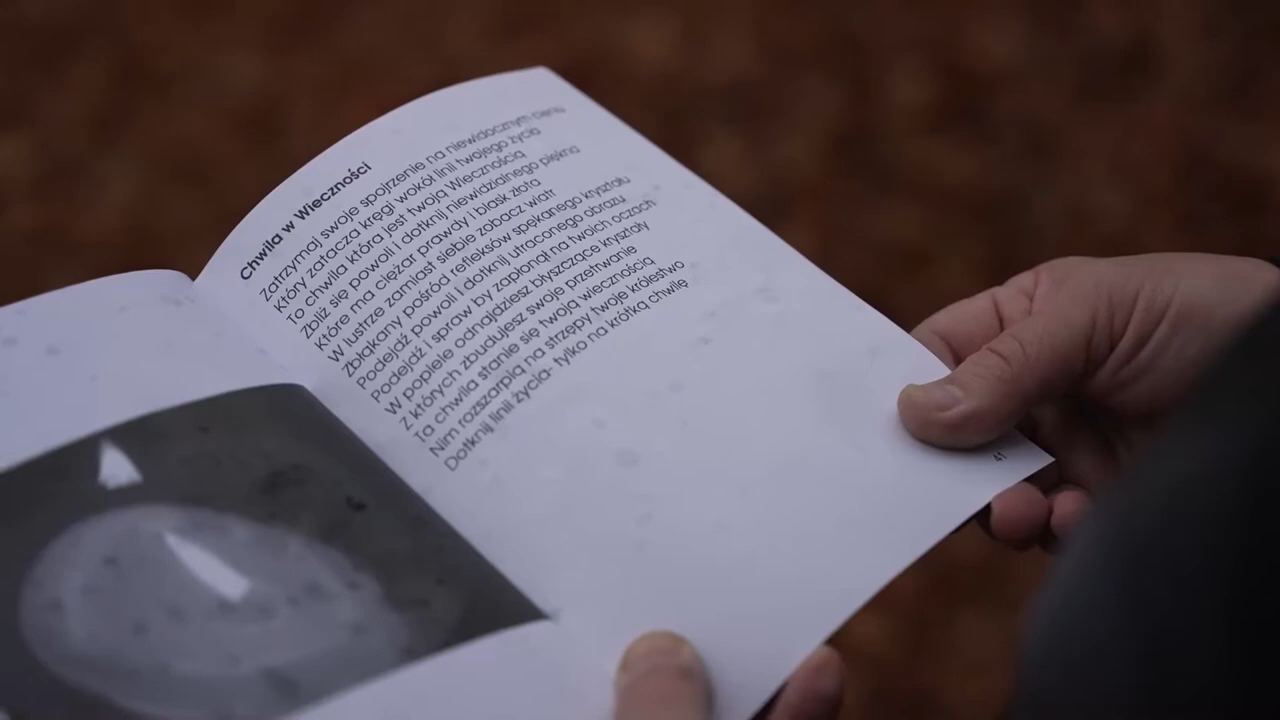 Chwila w Wieczności
Zatrzymaj swoje spojrzenie na niewidocznym cieniu
Który zatacza kręgi wokół linii twojego życia
To chwila która jest twoją Wiecznością
Zbliż się powoli i dotknij niewidzialnego piękna
Które ma ciężar prawdy i blask złota
W lustrze zamiast siebie zobacz wiatr
Zbłąkany pośród refleksów spękanego kryształu
Podejdź powoli i dotknij utraconego obrazu
Podejdź i spraw by zapłonął na twoich oczach
W popiele odnajdziesz błyszczące kryształy
Z których zbudujesz swoje przetrwanie
Ta chwila stanie się twoją wiecznością
Nim rozszarpią na strzępy twoje królestwo
Dotknij linii życia- tylko na krótką chwilę
41